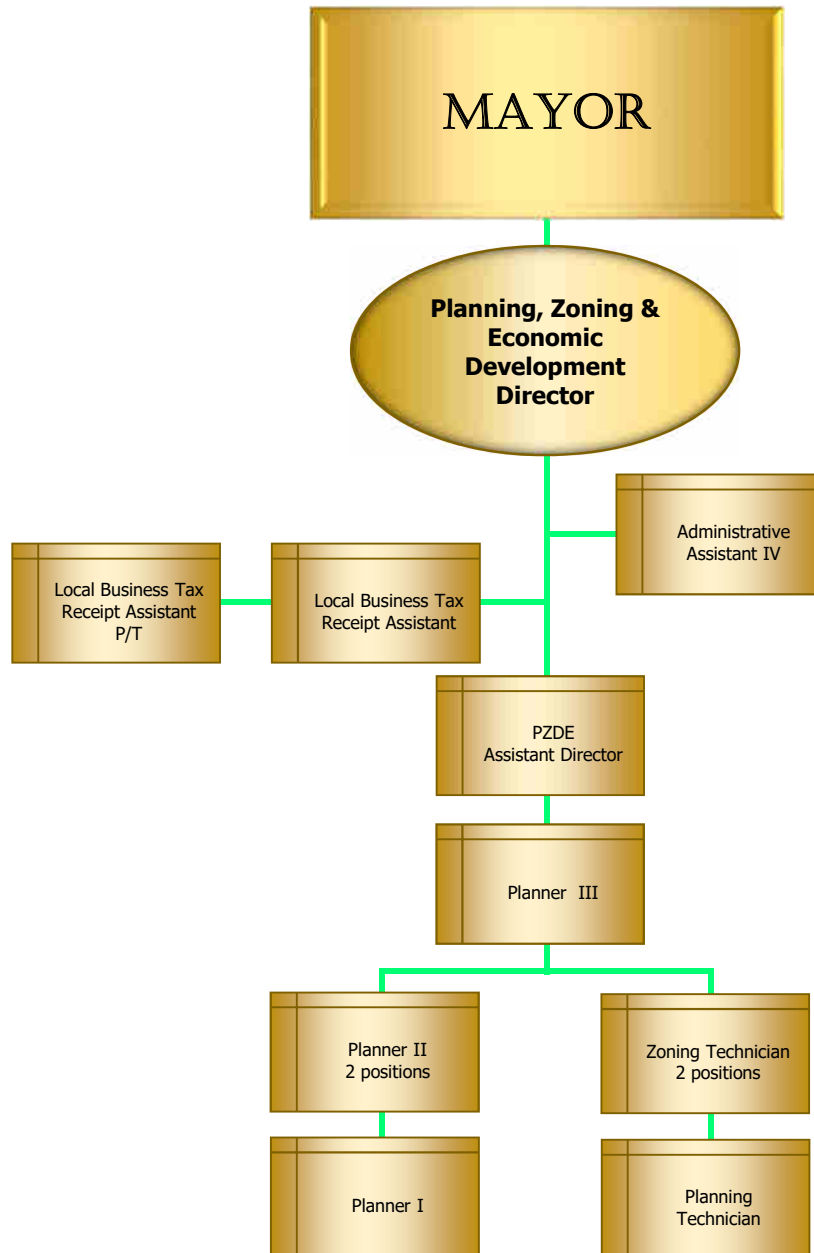 MAYOR
Planning, Zoning &
Economic
Development
Director
Administrative
Assistant IV
Local Business Tax
Receipt Assistant
P/T
Local Business Tax
Receipt Assistant
PZDE
Assistant Director
Planner III
Planner II
2 positions
Zoning Technician
2 positions
Planner I
Planning
Technician